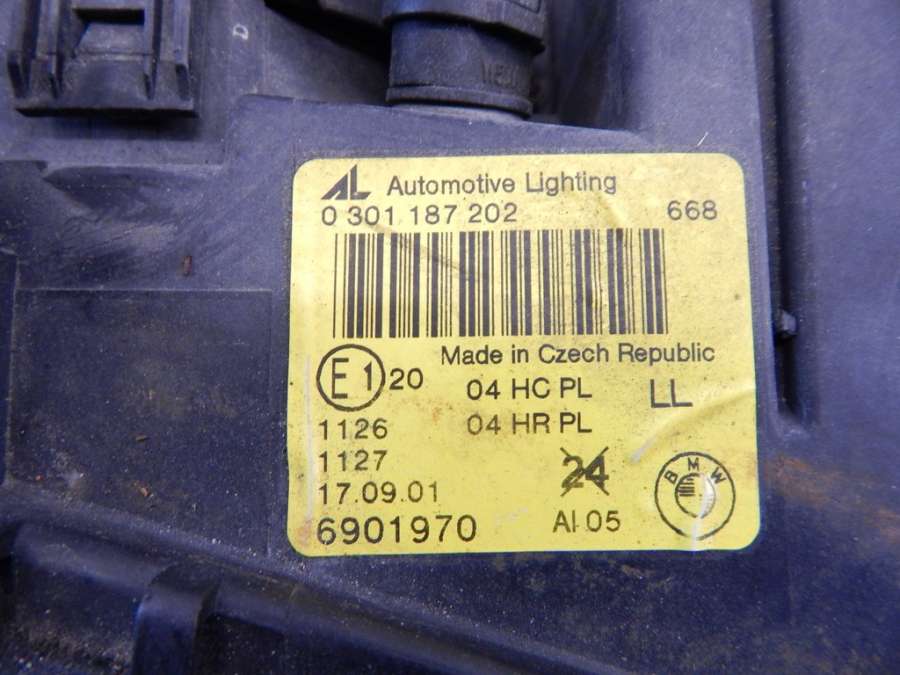 D
AL Automotive Lighting
0 301 187 202 668
Made in Czech Republic
E1 20 04 HC PL LL
1126 04 HR PL
1127 24
17.09.01 BMW
6901970 AI 05